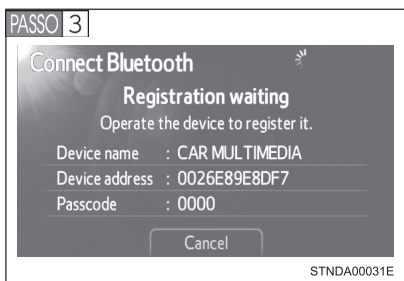 PASSO 3
Connect Bluetooth
Registration waiting
Operate the device to register it.
Device name : CAR MULTIMEDIA
Device address : 0026E89E8DF7
Passcode : 0000
Cancel
STNDA00031E